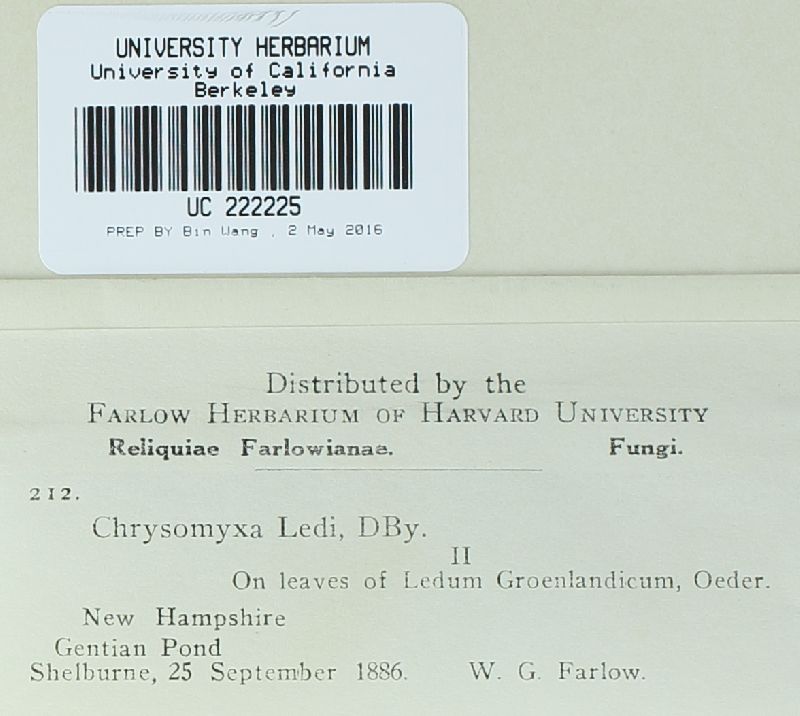 UNIVERSITY HERBARIUM
University of California
Berkeley
UC 222225
PREP BY Bin Wang , 2 May 2016
Distributed by the
FARLOW HERBARIUM OF HARVARD UNIVERSITY
Reliquiae Farlowianae. Fungi.
212.
Chrysomyxa Ledi, DBy.
II
On leaves of Ledum Groenlandicum, Oeder.
New Hampshire
Gentian Pond
Shelburne, 25 September 1886. W. G. Farlow.